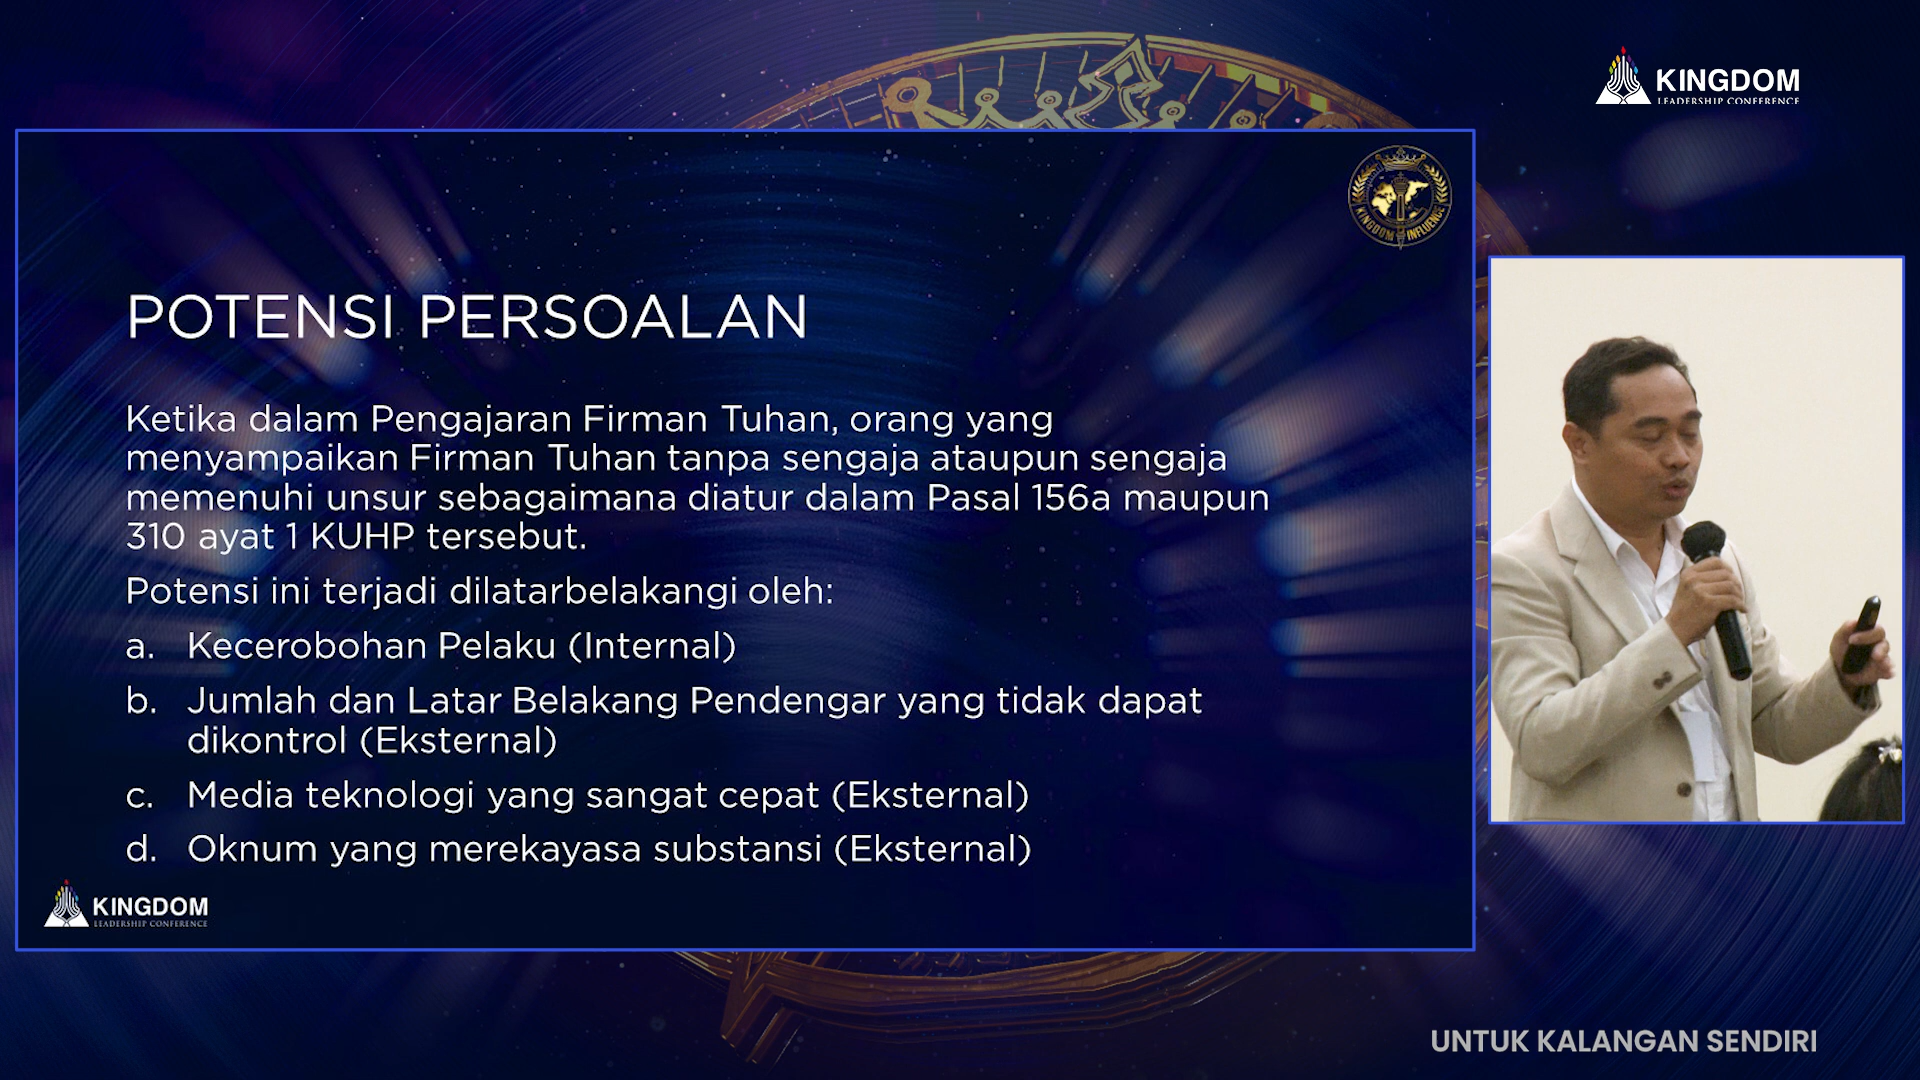 KINGDOM
LEADERSHIP CONFERENCE
KINGDOM INFLUENCE
POTENSI PERSOALAN
Ketika dalam Pengajaran Firman Tuhan, orang yang
menyampaikan Firman Tuhan tanpa sengaja ataupun sengaja
memenuhi unsur sebagaimana diatur dalam Pasal 156a maupun
310 ayat 1 KUHP tersebut.
Potensi ini terjadi dilatarbelakangi oleh:
a. Kecerobohan Pelaku (Internal)
b. Jumlah dan Latar Belakang Pendengar yang tidak dapat
dikontrol (Eksternal)
c. Media teknologi yang sangat cepat (Eksternal)
d. Oknum yang merekayasa substansi (Eksternal)
KINGDOM
LEADERSHIP CONFERENCE
UNTUK KALANGAN SENDIRI